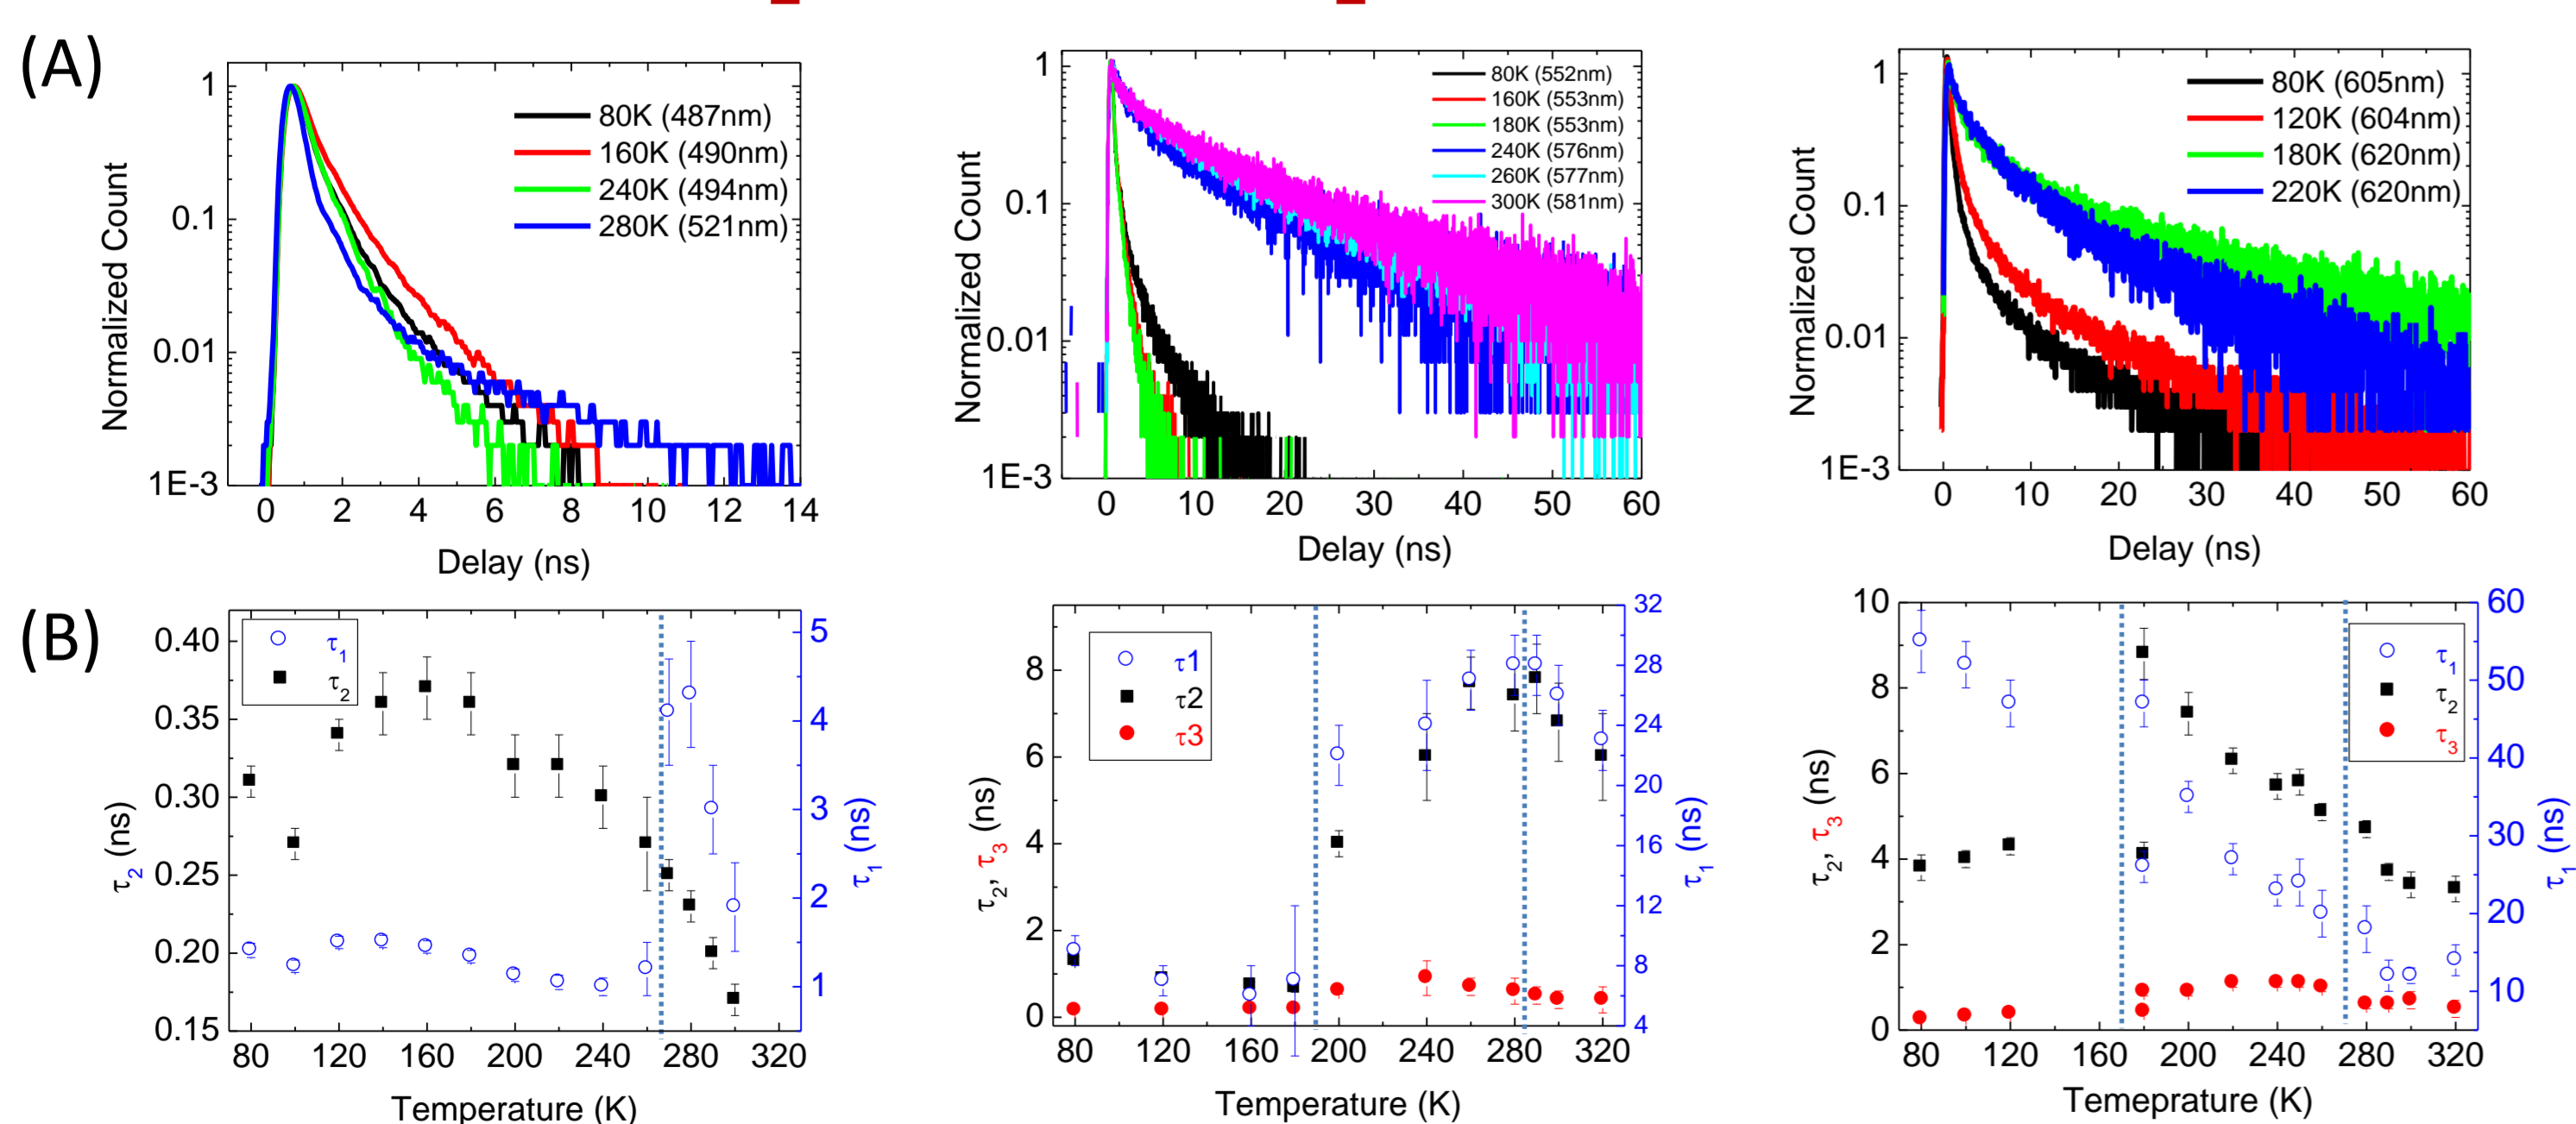 (A)
Normalized Count
1
0.1
0.01
1E-3
80K (487nm)
160K (490nm)
240K (494nm)
280K (521nm)
0 2 4 6 8 10 12 14
Delay (ns)
Normalized Count
1
0.1
0.01
1E-3
80K (552nm)
160K (553nm)
180K (553nm)
240K (576nm)
260K (577nm)
300K (581nm)
0 10 20 30 40 50 60
Delay (ns)
Normalized Count
1
0.1
0.01
1E-3
80K (605nm)
120K (604nm)
180K (620nm)
220K (620nm)
0 10 20 30 40 50 60
Delay (ns)
(B)
τ2 (ns)
0.40
0.35
0.30
0.25
0.20
0.15
τ1
τ2
5
4
3
2
1
τ1 (ns)
80 120 160 200 240 280 320
Temperature (K)
τ2, τ3 (ns)
8
6
4
2
0
τ1
τ2
τ3
32
28
24
20
16
12
8
4
τ1 (ns)
80 120 160 200 240 280 320
Temperature (K)
τ2, τ3 (ns)
10
8
6
4
2
0
τ1
τ2
τ3
60
50
40
30
20
10
τ1 (ns)
80 120 160 200 240 280 320
Temeprature (K)